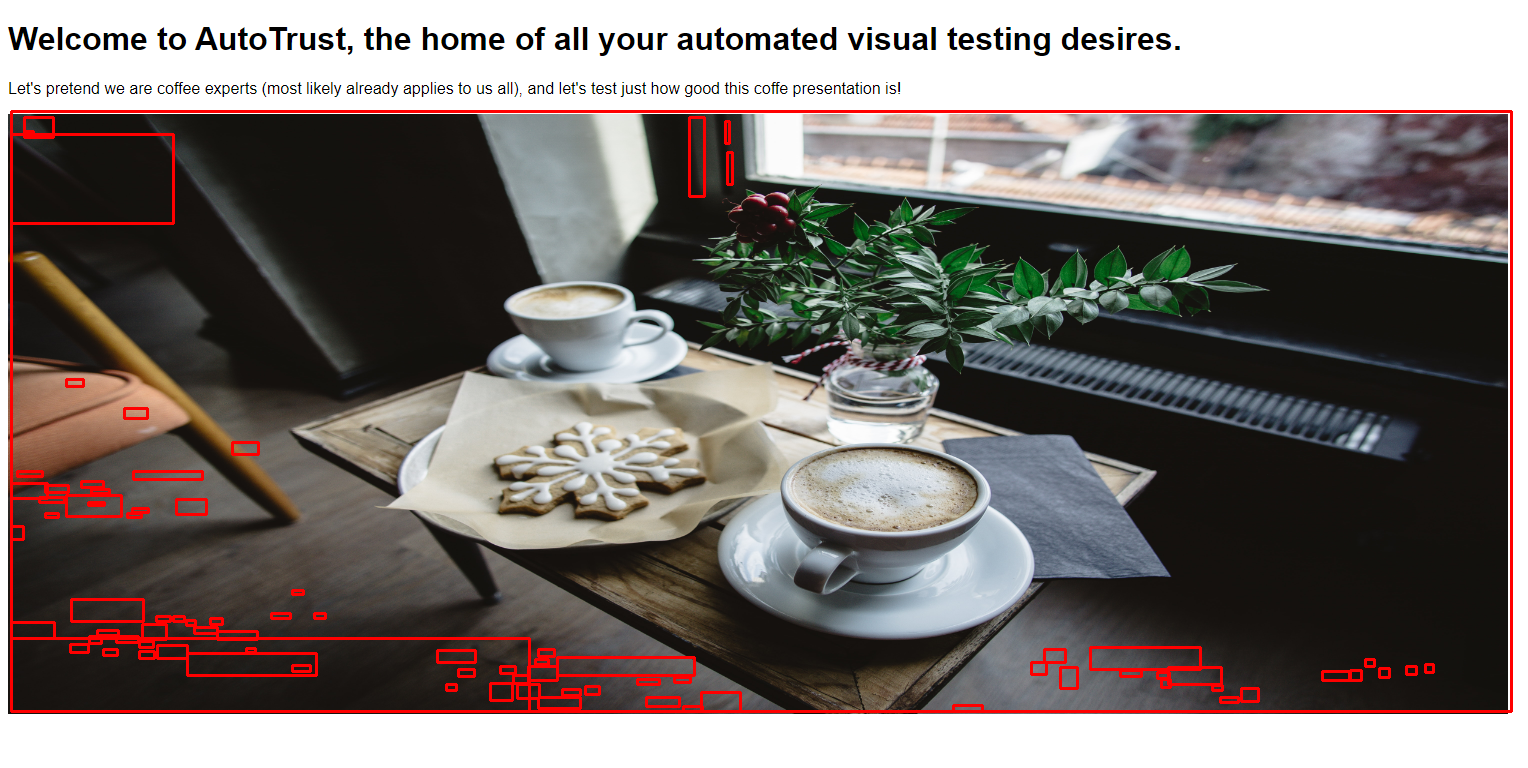 Welcome to AutoTrust, the home of all your automated visual testing desires.
Let's pretend we are coffee experts (most likely already applies to us all), and let's test just how good this coffe presentation is!